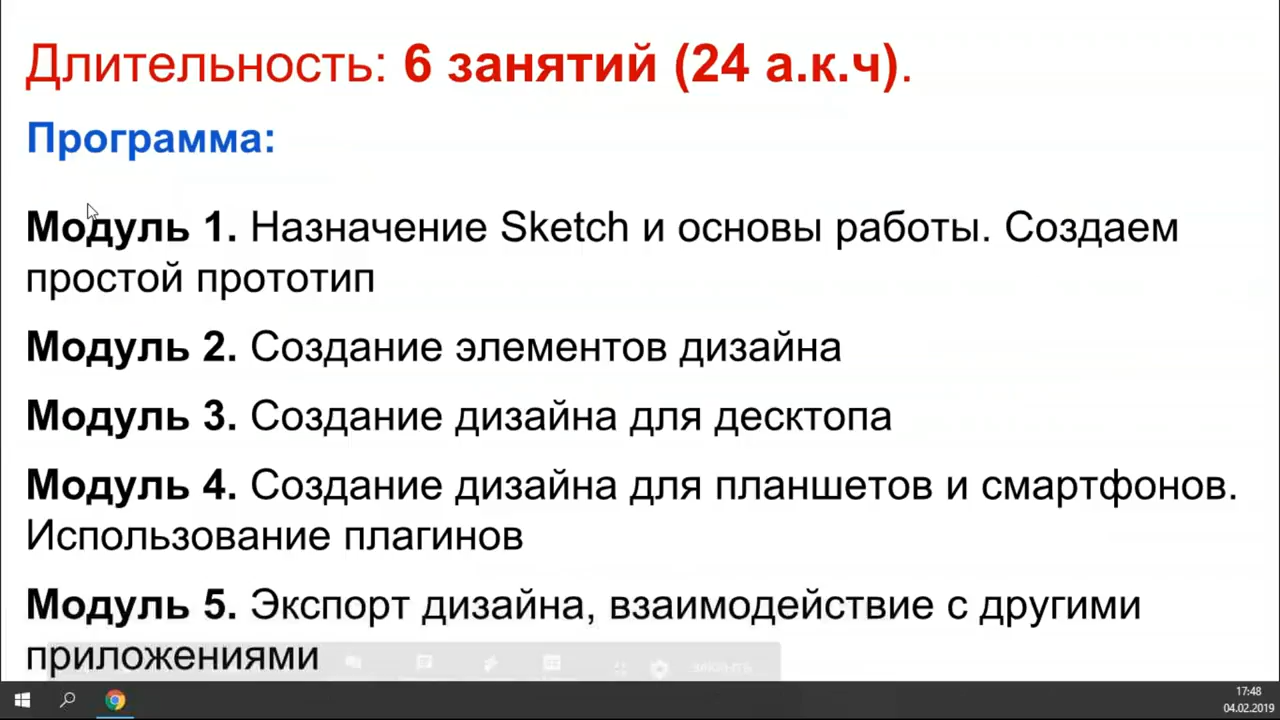 Длительность: 6 занятий (24 а.к.ч).
Программа:
Модуль 1. Назначение Sketch и основы работы. Создаем
простой прототип
Модуль 2. Создание элементов дизайна
Модуль 3. Создание дизайна для десктопа
Модуль 4. Создание дизайна для планшетов и смартфонов.
Использование плагинов
Модуль 5. Экспорт дизайна, взаимодействие с другими
приложениями
17:48
04.02.2019